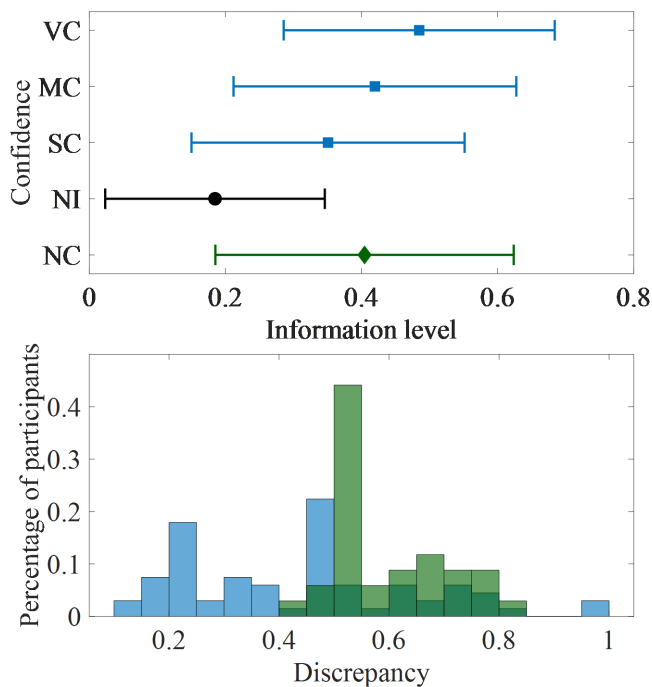 VC
MC
SC
NI
NC
Confidence
0 0.2 0.4 0.6 0.8
Information level
Percentage of participants
0.4
0.3
0.2
0.1
0
0.2 0.4 0.6 0.8 1
Discrepancy